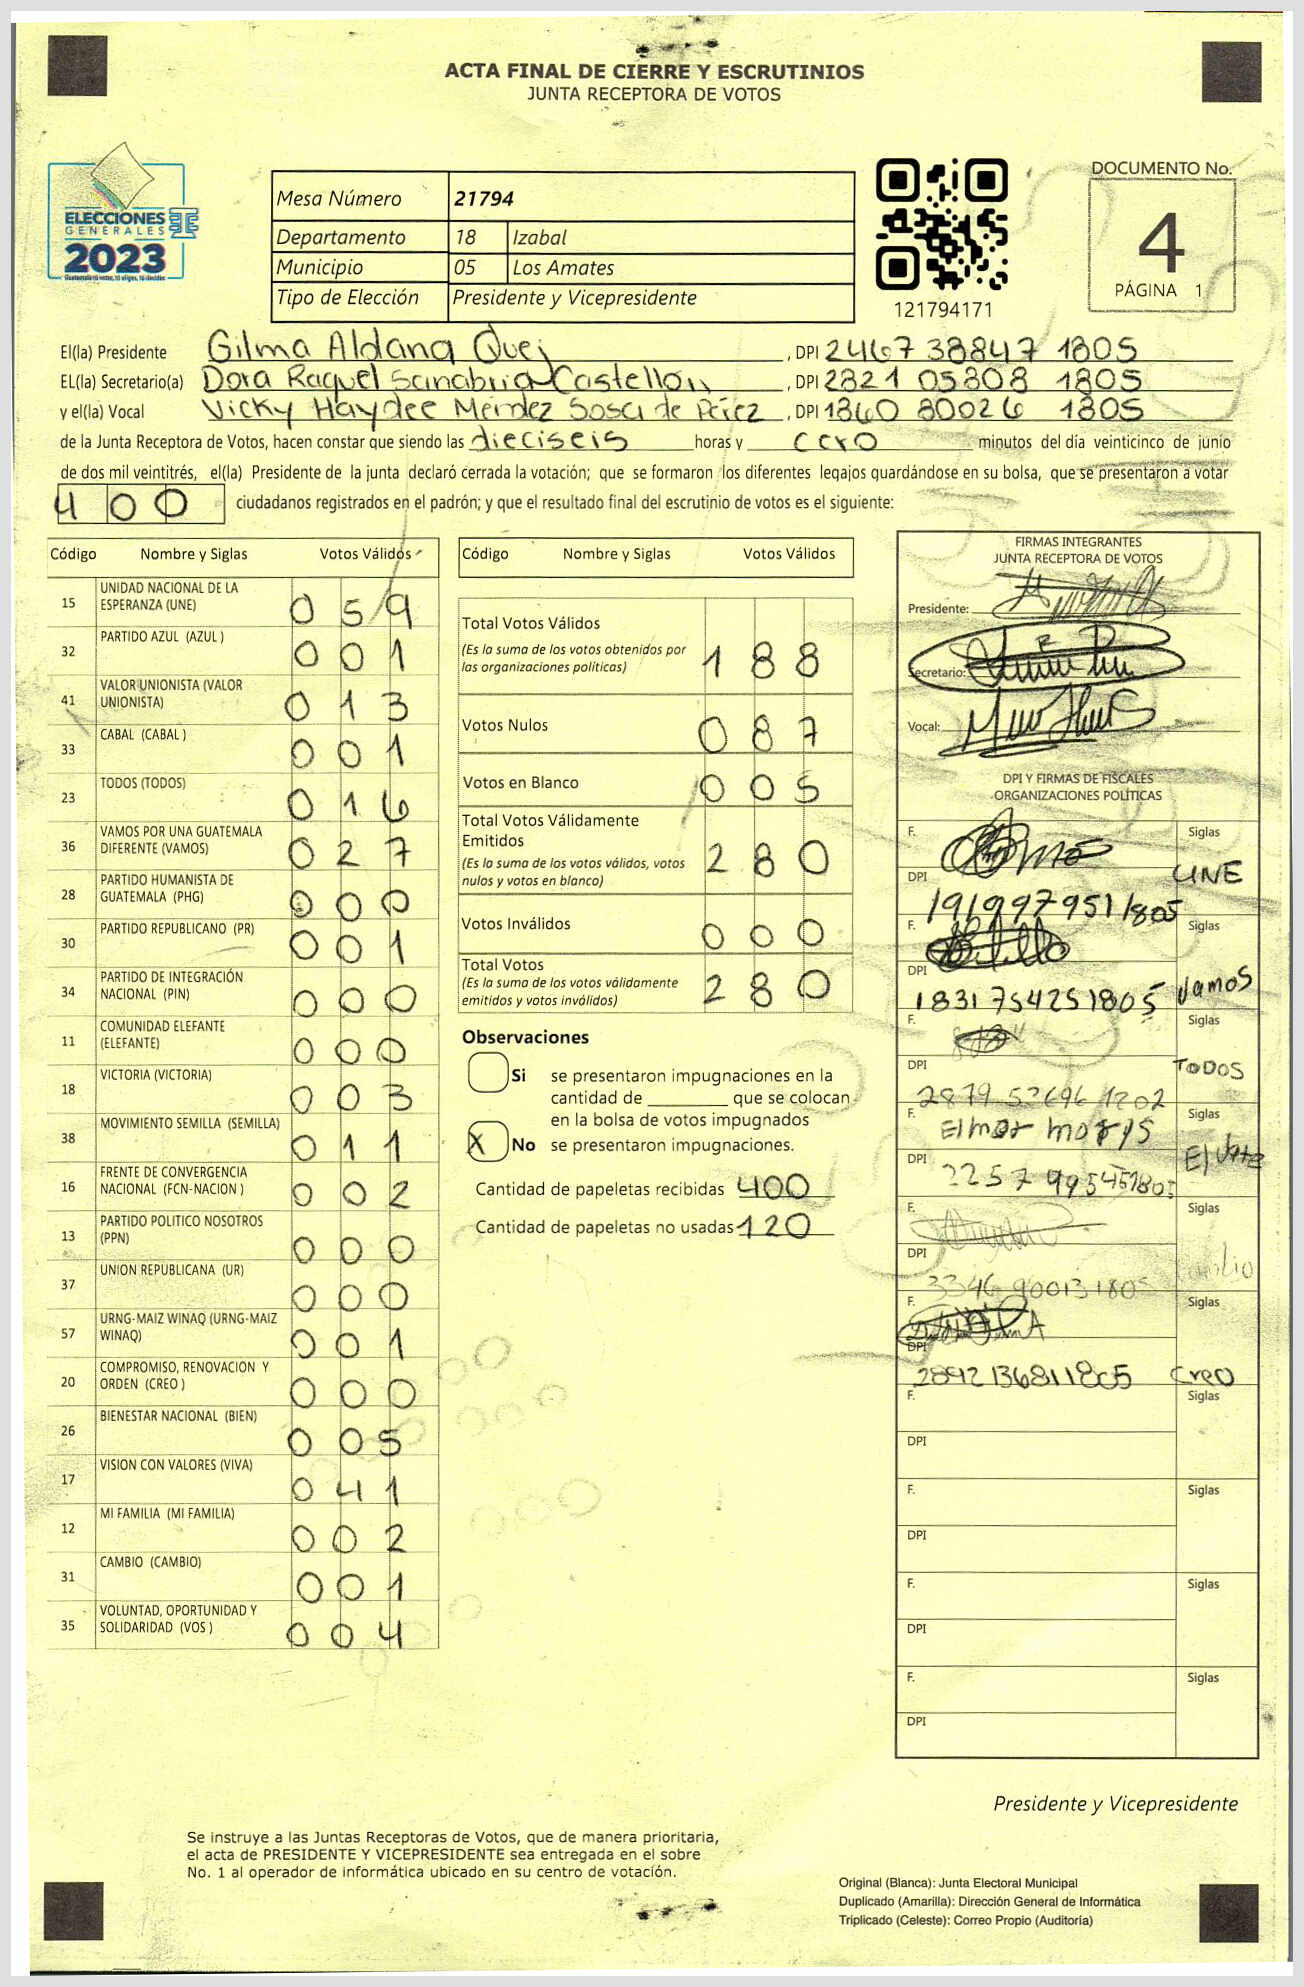 ACTA FINAL DE CIERRE Y ESCRUTINIOS
JUNTA RECEPTORA DE VOTOS
ELECCIONES
GENERALES
2023
Mesa Número 21794
Departamento 18 Izabal
Municipio 05 Los Amates
Tipo de Elección Presidente y Vicepresidente
121794171
DOCUMENTO No.
4
PÁGINA 1
El(la) Presidente Gilma Aldana Quej , DPI 2467 38847 1805
EL(la) Secretario(a) Dora Raquel Sanabria Castellón , DPI 2321 05808 1805
y el(la) Vocal Vicky Haydee Méndez Sosa de Pérez , DPI 1860 80026 1805
de la Junta Receptora de Votos, hacen constar que siendo las dieciseis horas y cero minutos del día veinticinco de junio
de dos mil veintitrés, el(la) Presidente de la junta declaró cerrada la votación; que se formaron los diferentes legajos quardándose en su bolsa, que se presentaron a votar
400 ciudadanos registrados en el padrón; y que el resultado final del escrutinio de votos es el siguiente:
Código Nombre y Siglas Votos Válidos
15 UNIDAD NACIONAL DE LA ESPERANZA (UNE) 059
32 PARTIDO AZUL (AZUL ) 001
41 VALOR UNIONISTA (VALOR UNIONISTA) 013
33 CABAL (CABAL ) 001
23 TODOS (TODOS) 016
36 VAMOS POR UNA GUATEMALA DIFERENTE (VAMOS) 027
28 PARTIDO HUMANISTA DE GUATEMALA (PHG) 000
30 PARTIDO REPUBLICANO (PR) 001
34 PARTIDO DE INTEGRACIÓN NACIONAL (PIN) 000
11 COMUNIDAD ELEFANTE (ELEFANTE) 000
18 VICTORIA (VICTORIA) 003
38 MOVIMIENTO SEMILLA (SEMILLA) 011
16 FRENTE DE CONVERGENCIA NACIONAL (FCN-NACION ) 002
13 PARTIDO POLITICO NOSOTROS (PPN) 000
37 UNION REPUBLICANA (UR) 000
57 URNG-MAIZ WINAQ (URNG-MAIZ WINAQ) 001
20 COMPROMISO, RENOVACION Y ORDEN (CREO ) 000
26 BIENESTAR NACIONAL (BIEN) 005
17 VISION CON VALORES (VIVA) 041
12 MI FAMILIA (MI FAMILIA) 002
31 CAMBIO (CAMBIO) 001
35 VOLUNTAD, OPORTUNIDAD Y SOLIDARIDAD (VOS ) 004
Código Nombre y Siglas Votos Válidos
Total Votos Válidos
(Es la suma de los votos obtenidos por
las organizaciones políticas) 188
Votos Nulos 087
Votos en Blanco 005
Total Votos Válidamente
Emitidos
(Es la suma de los votos válidos, votos
nulos y votos en blanco) 280
Votos Inválidos 000
Total Votos
(Es la suma de los votos válidamente
emitidos y votos inválidos) 280
Observaciones
Si se presentaron impugnaciones en la
cantidad de ________ que se colocan
en la bolsa de votos impugnados
X No se presentaron impugnaciones.
Cantidad de papeletas recibidas 400
Cantidad de papeletas no usadas 120
FIRMAS INTEGRANTES
JUNTA RECEPTORA DE VOTOS
Presidente:
Secretario:
Vocal:
DPI Y FIRMAS DE FISCALES
ORGANIZACIONES POLÍTICAS
F. Siglas
DPI UNE
191997951 1805
F. Siglas
DPI
1831754251805 Vamos
F. Siglas
DPI TODOS
2879 52696 1202
F. Elmer Siglas
DPI
2257 995451805
F. Siglas
DPI
3346 90013 1805
F. Siglas
DPI
2892136811805 Creo
F. Siglas
DPI
F. Siglas
DPI
F. Siglas
DPI
F. Siglas
DPI
Presidente y Vicepresidente
Se instruye a las Juntas Receptoras de Votos, que de manera prioritaria,
el acta de PRESIDENTE Y VICEPRESIDENTE sea entregada en el sobre
No. 1 al operador de informática ubicado en su centro de votación.
Original (Blanca): Junta Electoral Municipal
Duplicado (Amarilla): Dirección General de Informática
Triplicado (Celeste): Correo Propio (Auditoría)